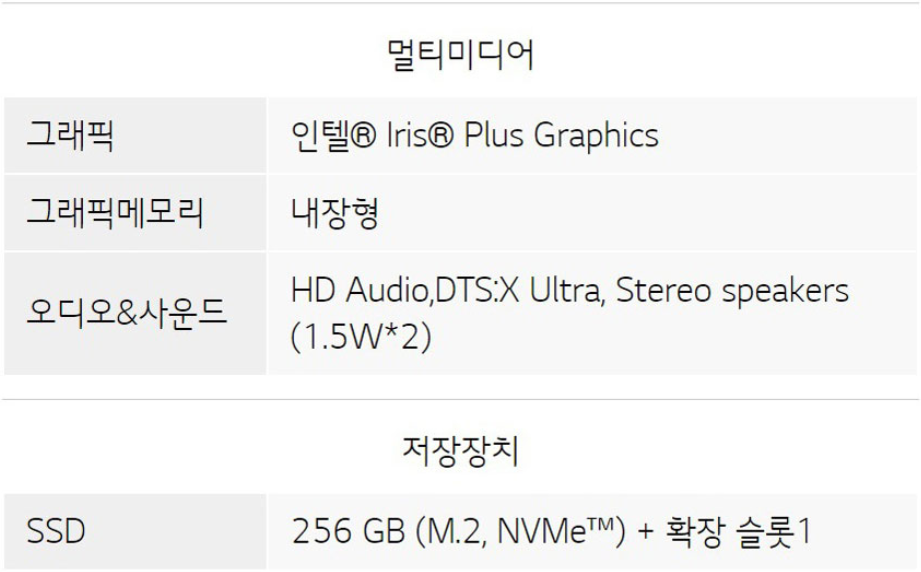 멀티미디어
그래픽
인텔® Iris® Plus Graphics
그래픽메모리
내장형
오디오&사운드
HD Audio,DTS:X Ultra, Stereo speakers
(1.5W*2)
저장장치
SSD
256 GB (M.2, NVMe™) + 확장 슬롯1